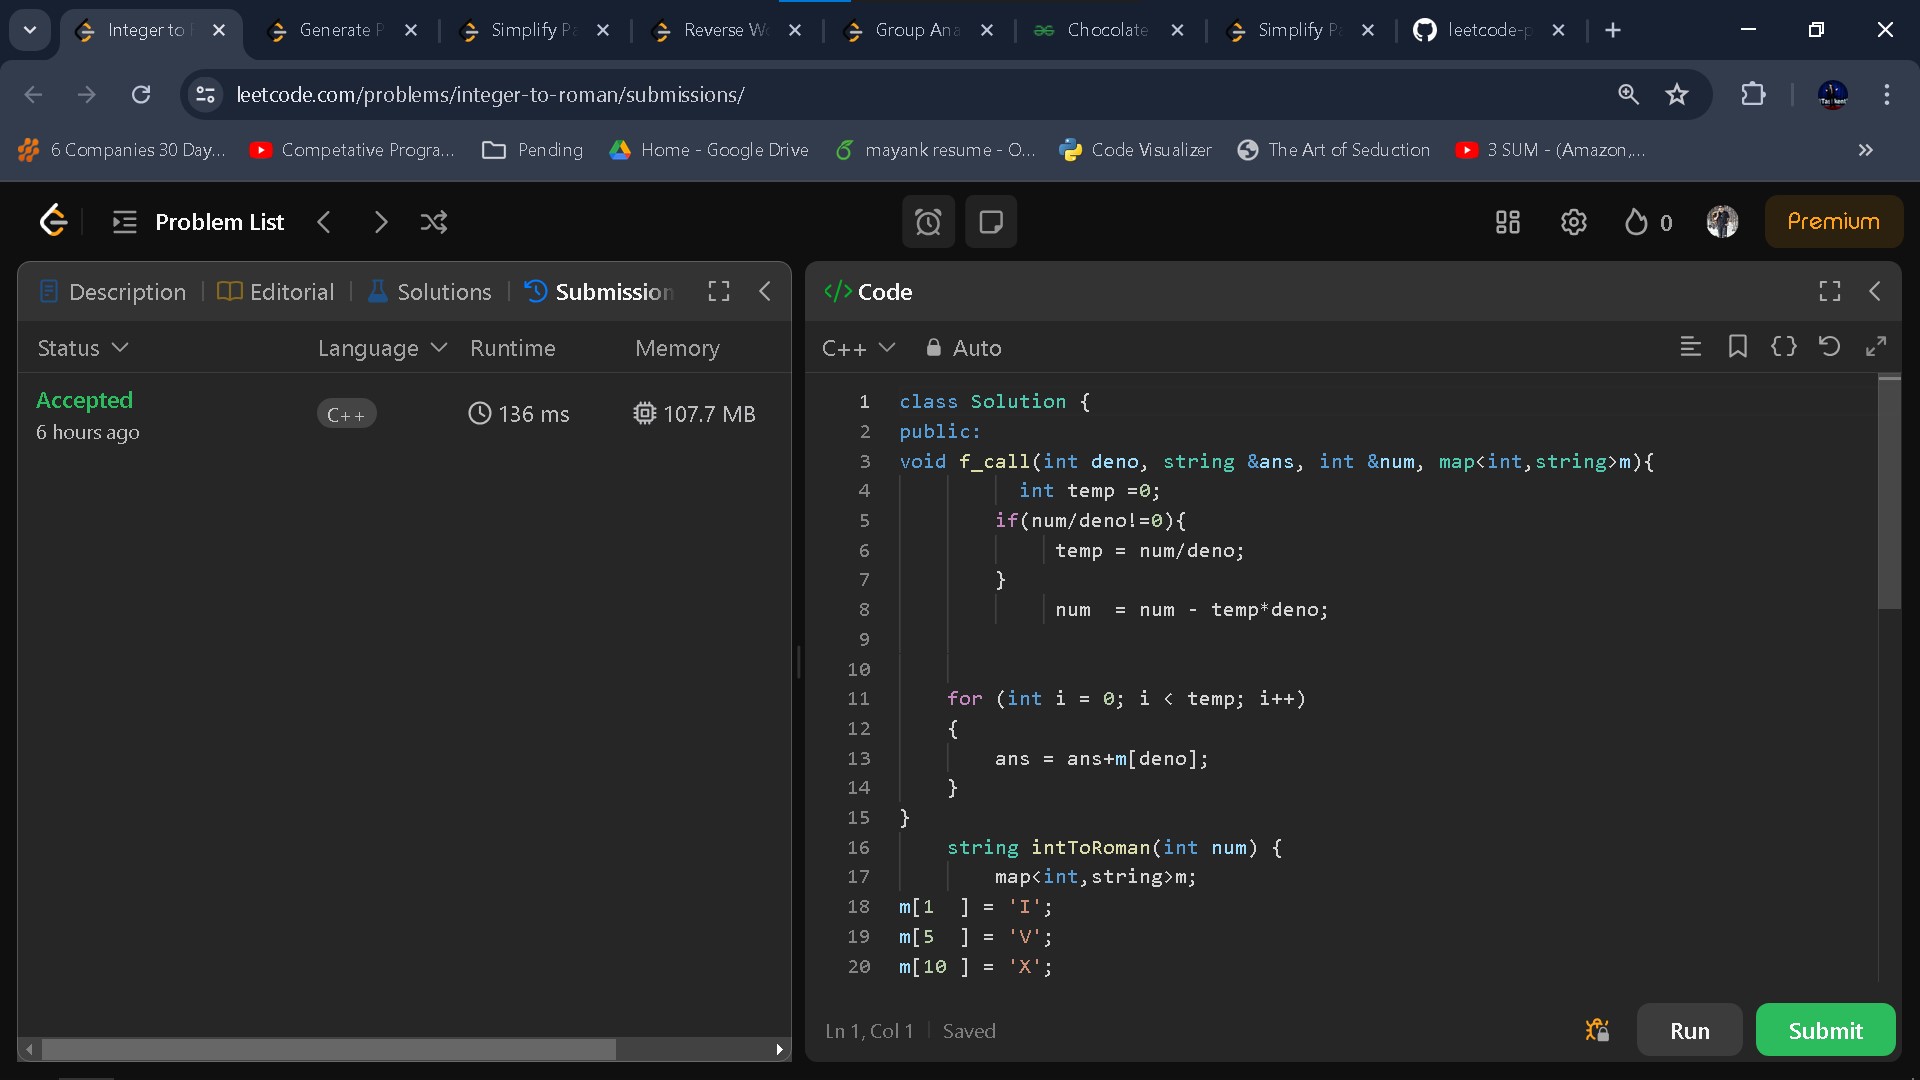 Integer to R
Generate P
Simplify Pa
Reverse Wo
Group Ana
Chocolate
Simplify Pa
leetcode-p
leetcode.com/problems/integer-to-roman/submissions/
6 Companies 30 Day...
Competative Progra...
Pending
Home - Google Drive
mayank resume - O...
Code Visualizer
The Art of Seduction
3 SUM - (Amazon,...
Problem List
0
Premium
Description
Editorial
Solutions
Submission
Code
Status
Language
Runtime
Memory
C++
Auto
Accepted
6 hours ago
C++
136 ms
107.7 MB
1 class Solution {
2 public:
3 void f_call(int deno, string &ans, int &num, map<int,string>m){
4 int temp =0;
5 if(num/deno!=0){
6 temp = num/deno;
7 }
8 num  = num - temp*deno;
9
10
11 for (int i = 0; i < temp; i++)
12 {
13 ans = ans+m[deno];
14 }
15 }
16 string intToRoman(int num) {
17 map<int,string>m;
18 m[1  ] = 'I';
19 m[5  ] = 'V';
20 m[10 ] = 'X';
Ln 1, Col 1
Saved
Run
Submit